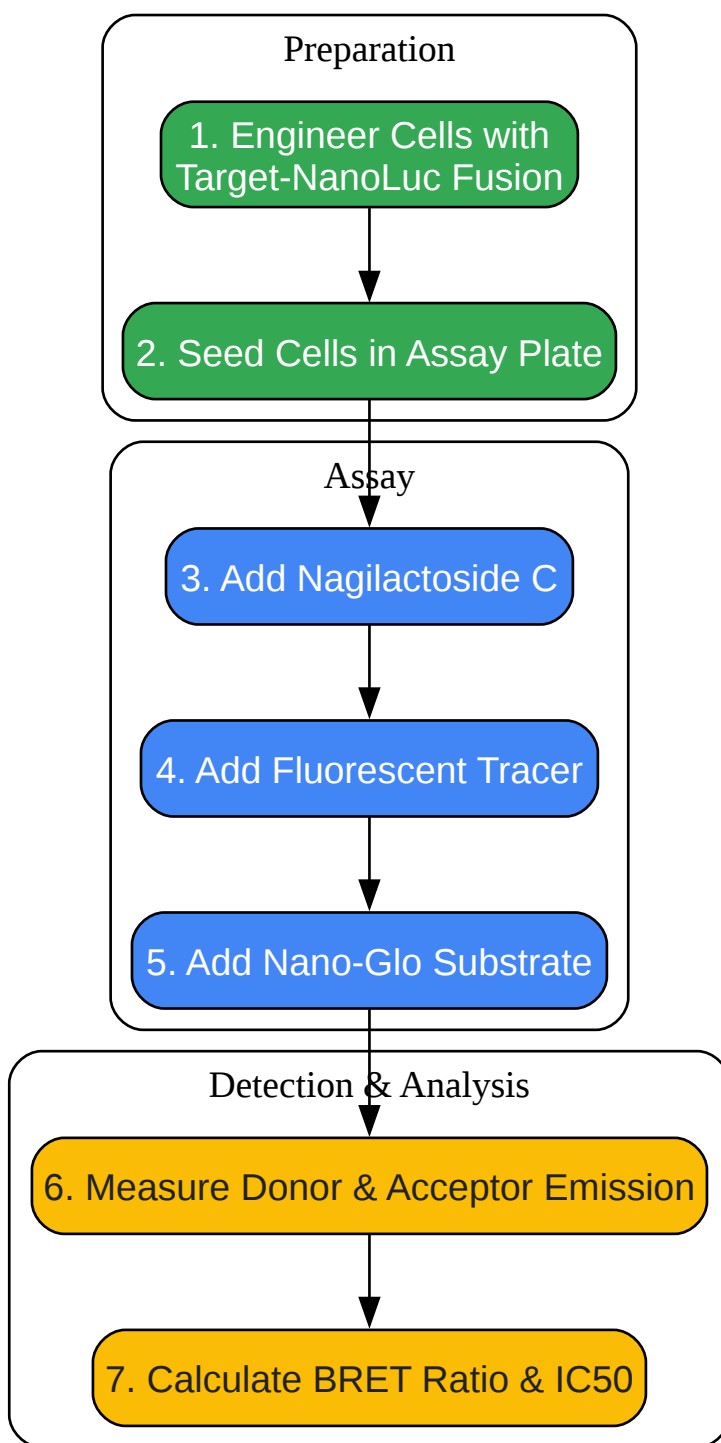 Preparation
1. Engineer Cells with
Target-NanoLuc Fusion
2. Seed Cells in Assay Plate
Assay
3. Add Nagilactoside C
4. Add Fluorescent Tracer
5. Add Nano-Glo Substrate
Detection & Analysis
6. Measure Donor & Acceptor Emission
7. Calculate BRET Ratio & IC50